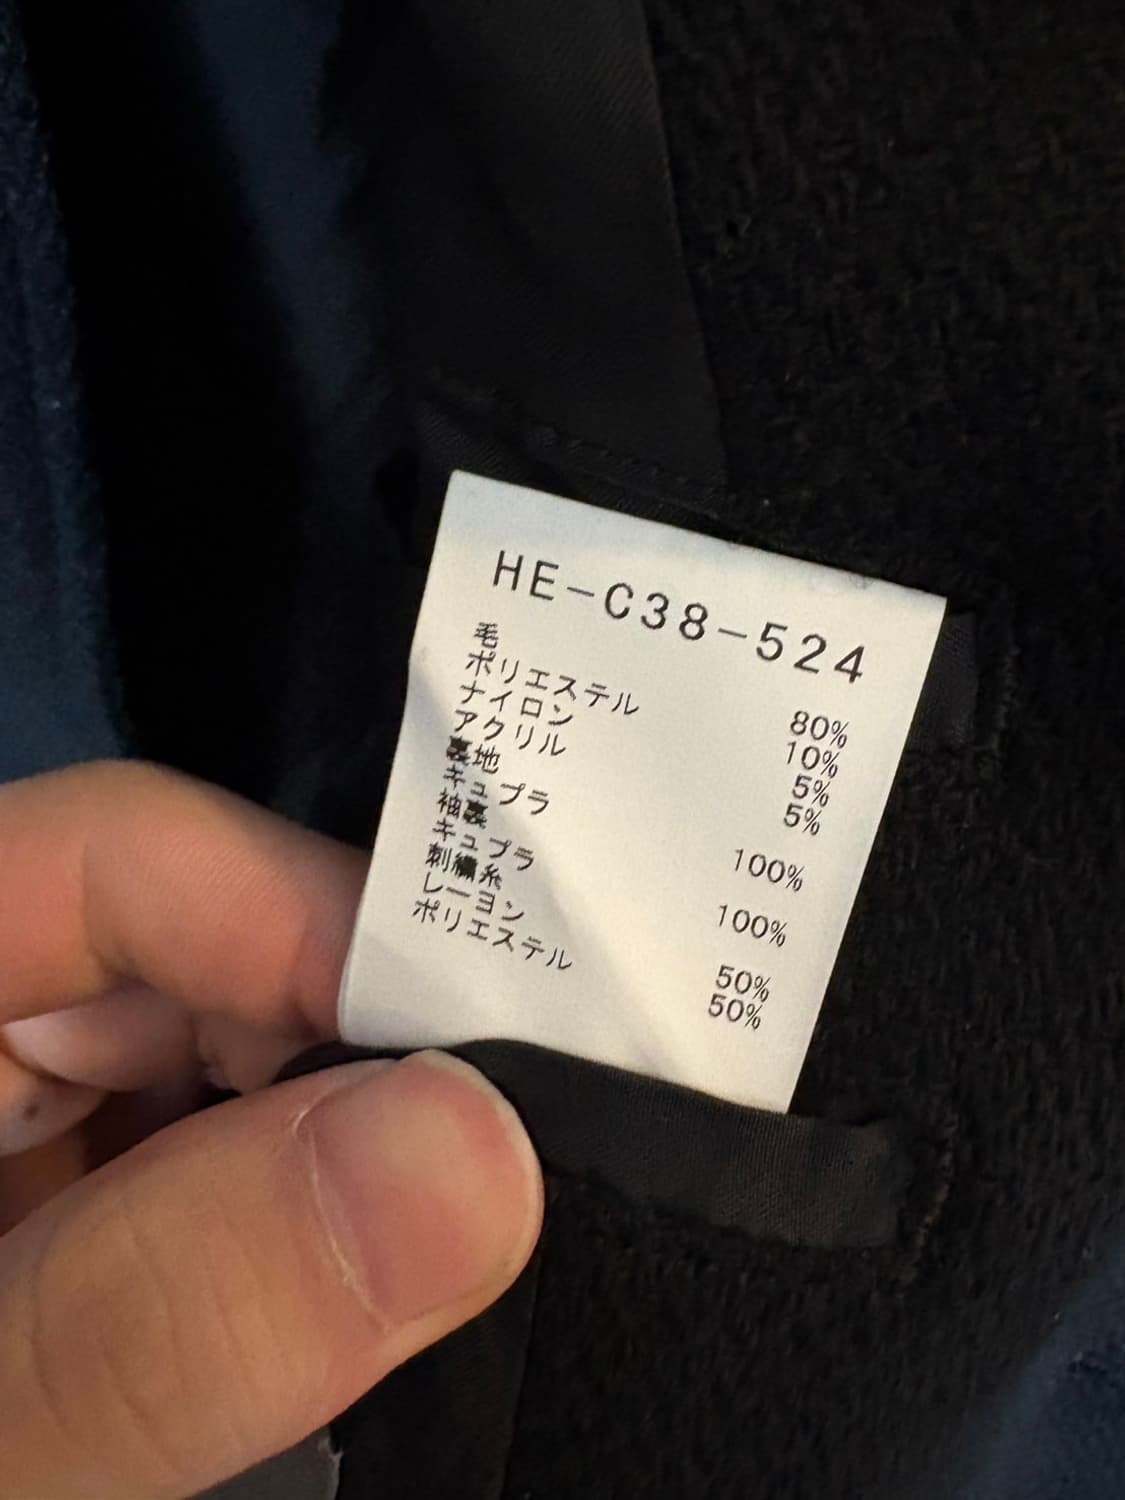 HE-C38-524
毛 80%
ポリエステル 10%
ナイロン 5%
アクリル 5%
裏地
キュプラ 100%
袖裏
キュプラ 100%
刺繍糸
レーヨン 50%
ポリエステル 50%